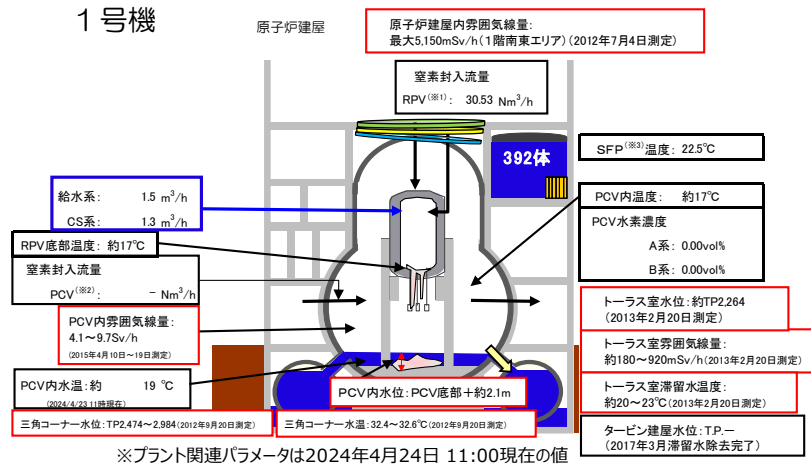 １号機
原子炉建屋
原子炉建屋内雰囲気線量:
最大5,150mSv/h(１階南東エリア)(2012年7月4日測定)
窒素封入流量
RPV(※1): 30.53 Nm³/h
392体
SFP(※3)温度: 22.5℃
給水系: 1.5 m³/h
CS系: 1.3 m³/h
PCV内温度: 約17℃
PCV水素濃度
A系: 0.00vol%
B系: 0.00vol%
RPV底部温度: 約17℃
窒素封入流量
PCV(※2): － Nm³/h
PCV内雰囲気線量:
4.1～9.7Sv/h
(2015年4月10日～19日測定)
トーラス室水位: 約TP2,264
(2013年2月20日測定)
トーラス室雰囲気線量:
約180～920mSv/h(2013年2月20日測定)
トーラス室滞留水温度:
約20～23℃(2013年2月20日測定)
PCV内水温: 約 19 ℃
(2024/4/23 11時現在)
PCV内水位: PCV底部＋約2.1m
三角コーナー水位: TP2,474～2,984(2012年9月20日測定)
三角コーナー水温: 32.4～32.6℃(2012年9月20日測定)
タービン建屋水位: T.P.－
(2017年3月滞留水除去完了)
※プラント関連パラメータは2024年4月24日 11:00現在の値